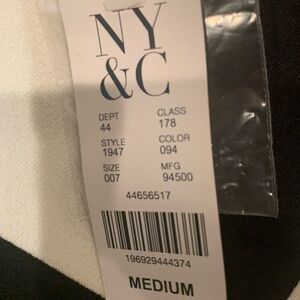 NY
&C
DEPT CLASS
44 178
STYLE COLOR
1947 094
SIZE MFG
007 94500
44656517
196929444374
MEDIUM